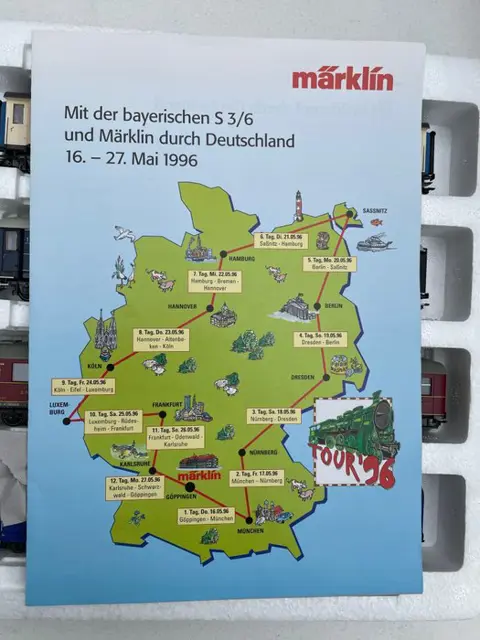 märklin
Mit der bayerischen S 3/6
und Märklin durch Deutschland
16. – 27. Mai 1996
SASSNITZ
6. Tag, Di. 21.05.96
Saßnitz - Hamburg
HAMBURG
5. Tag, Mo. 20.05.96
Berlin - Saßnitz
7. Tag, Mi. 22.05.96
Hamburg - Bremen -
Hannover
HANNOVER
BERLIN
8. Tag, Do. 23.05.96
Hannover - Altenbe-
ken - Köln
4. Tag, So. 19.05.96
Dresden - Berlin
KÖLN
DRESDEN
9. Tag, Fr. 24.05.96
Köln - Eifel - Luxemburg
LUXEM-
BURG
10. Tag, Sa. 25.05.96
Luxemburg - Rüdes-
heim - Frankfurt
FRANKFURT
11. Tag, So. 26.05.96
Frankfurt - Odenwald -
Karlsruhe
3. Tag, Sa. 18.05.96
Nürnberg - Dresden
TOUR '96
NÜRNBERG
KARLSRUHE
märklin
2. Tag, Fr. 17.05.96
München - Nürnberg
12. Tag, Mo. 27.05.96
Karlsruhe - Schwarz-
wald - Göppingen
GÖPPINGEN
1. Tag, Do. 16.05.96
Göppingen - München
MÜNCHEN